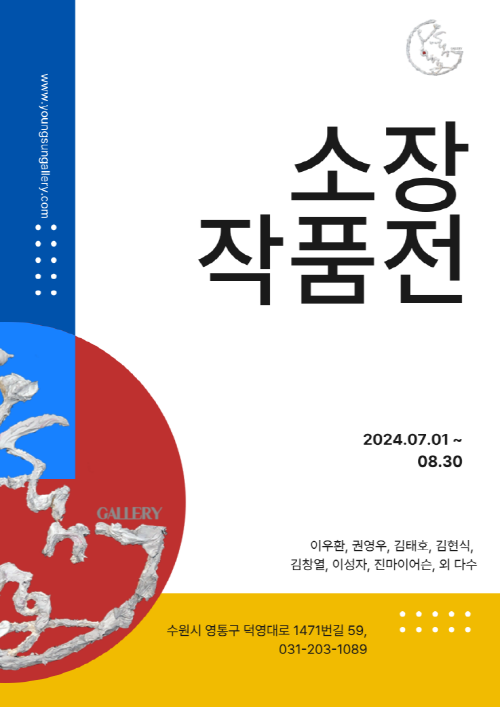 www.youngsungallery.com
소장
작품전
2024.07.01 ~
08.30
GALLERY
이우환, 권영우, 김태호, 김현식,
김창열, 이성자, 진마이어슨, 외 다수
수원시 영통구 덕영대로 1471번길 59,
031-203-1089